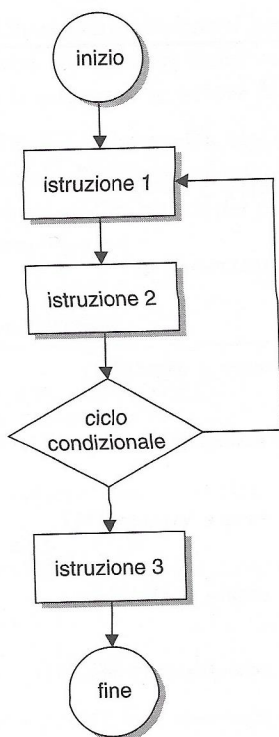 inizio
istruzione 1
istruzione 2
ciclo
condizionale
istruzione 3
fine